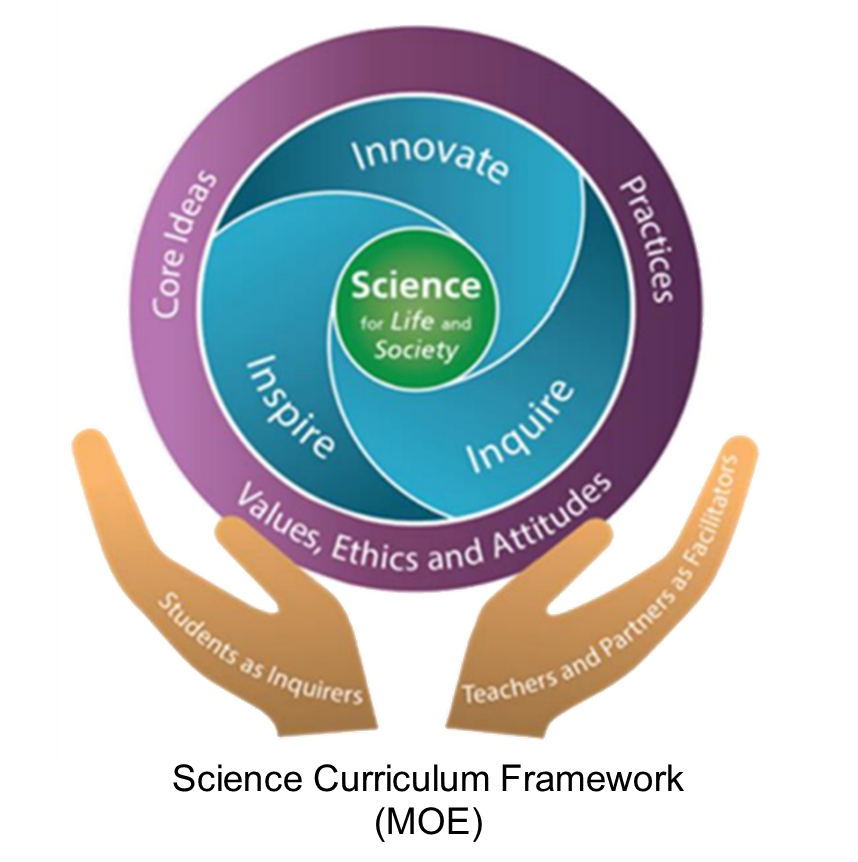 Innovate
Core Ideas
Practices
Science
for Life and
Society
Inspire
Inquire
Values, Ethics and Attitudes
Students as Inquirers
Teachers and Partners as Facilitators
Science Curriculum Framework
(MOE)